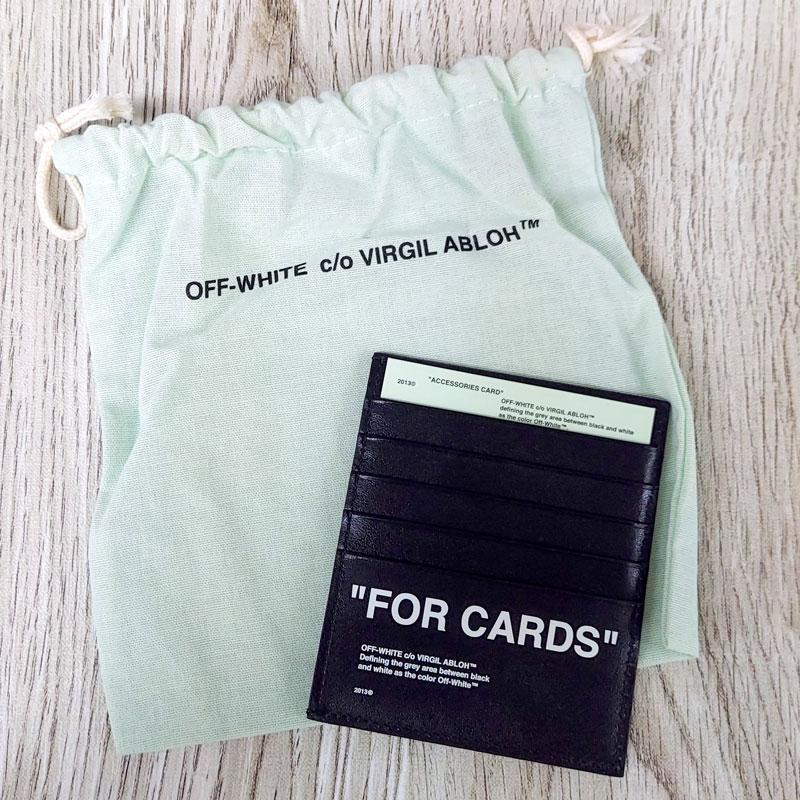 OFF-WHITE c/o VIRGIL ABLOH™
2013© "ACCESSORIES CARD"
OFF-WHITE c/o VIRGIL ABLOH™
defining the grey area between black and white
as the color Off-White™
"FOR CARDS"
OFF-WHITE c/o VIRGIL ABLOH™
Defining the grey area between black
and white as the color Off-White™
2013©